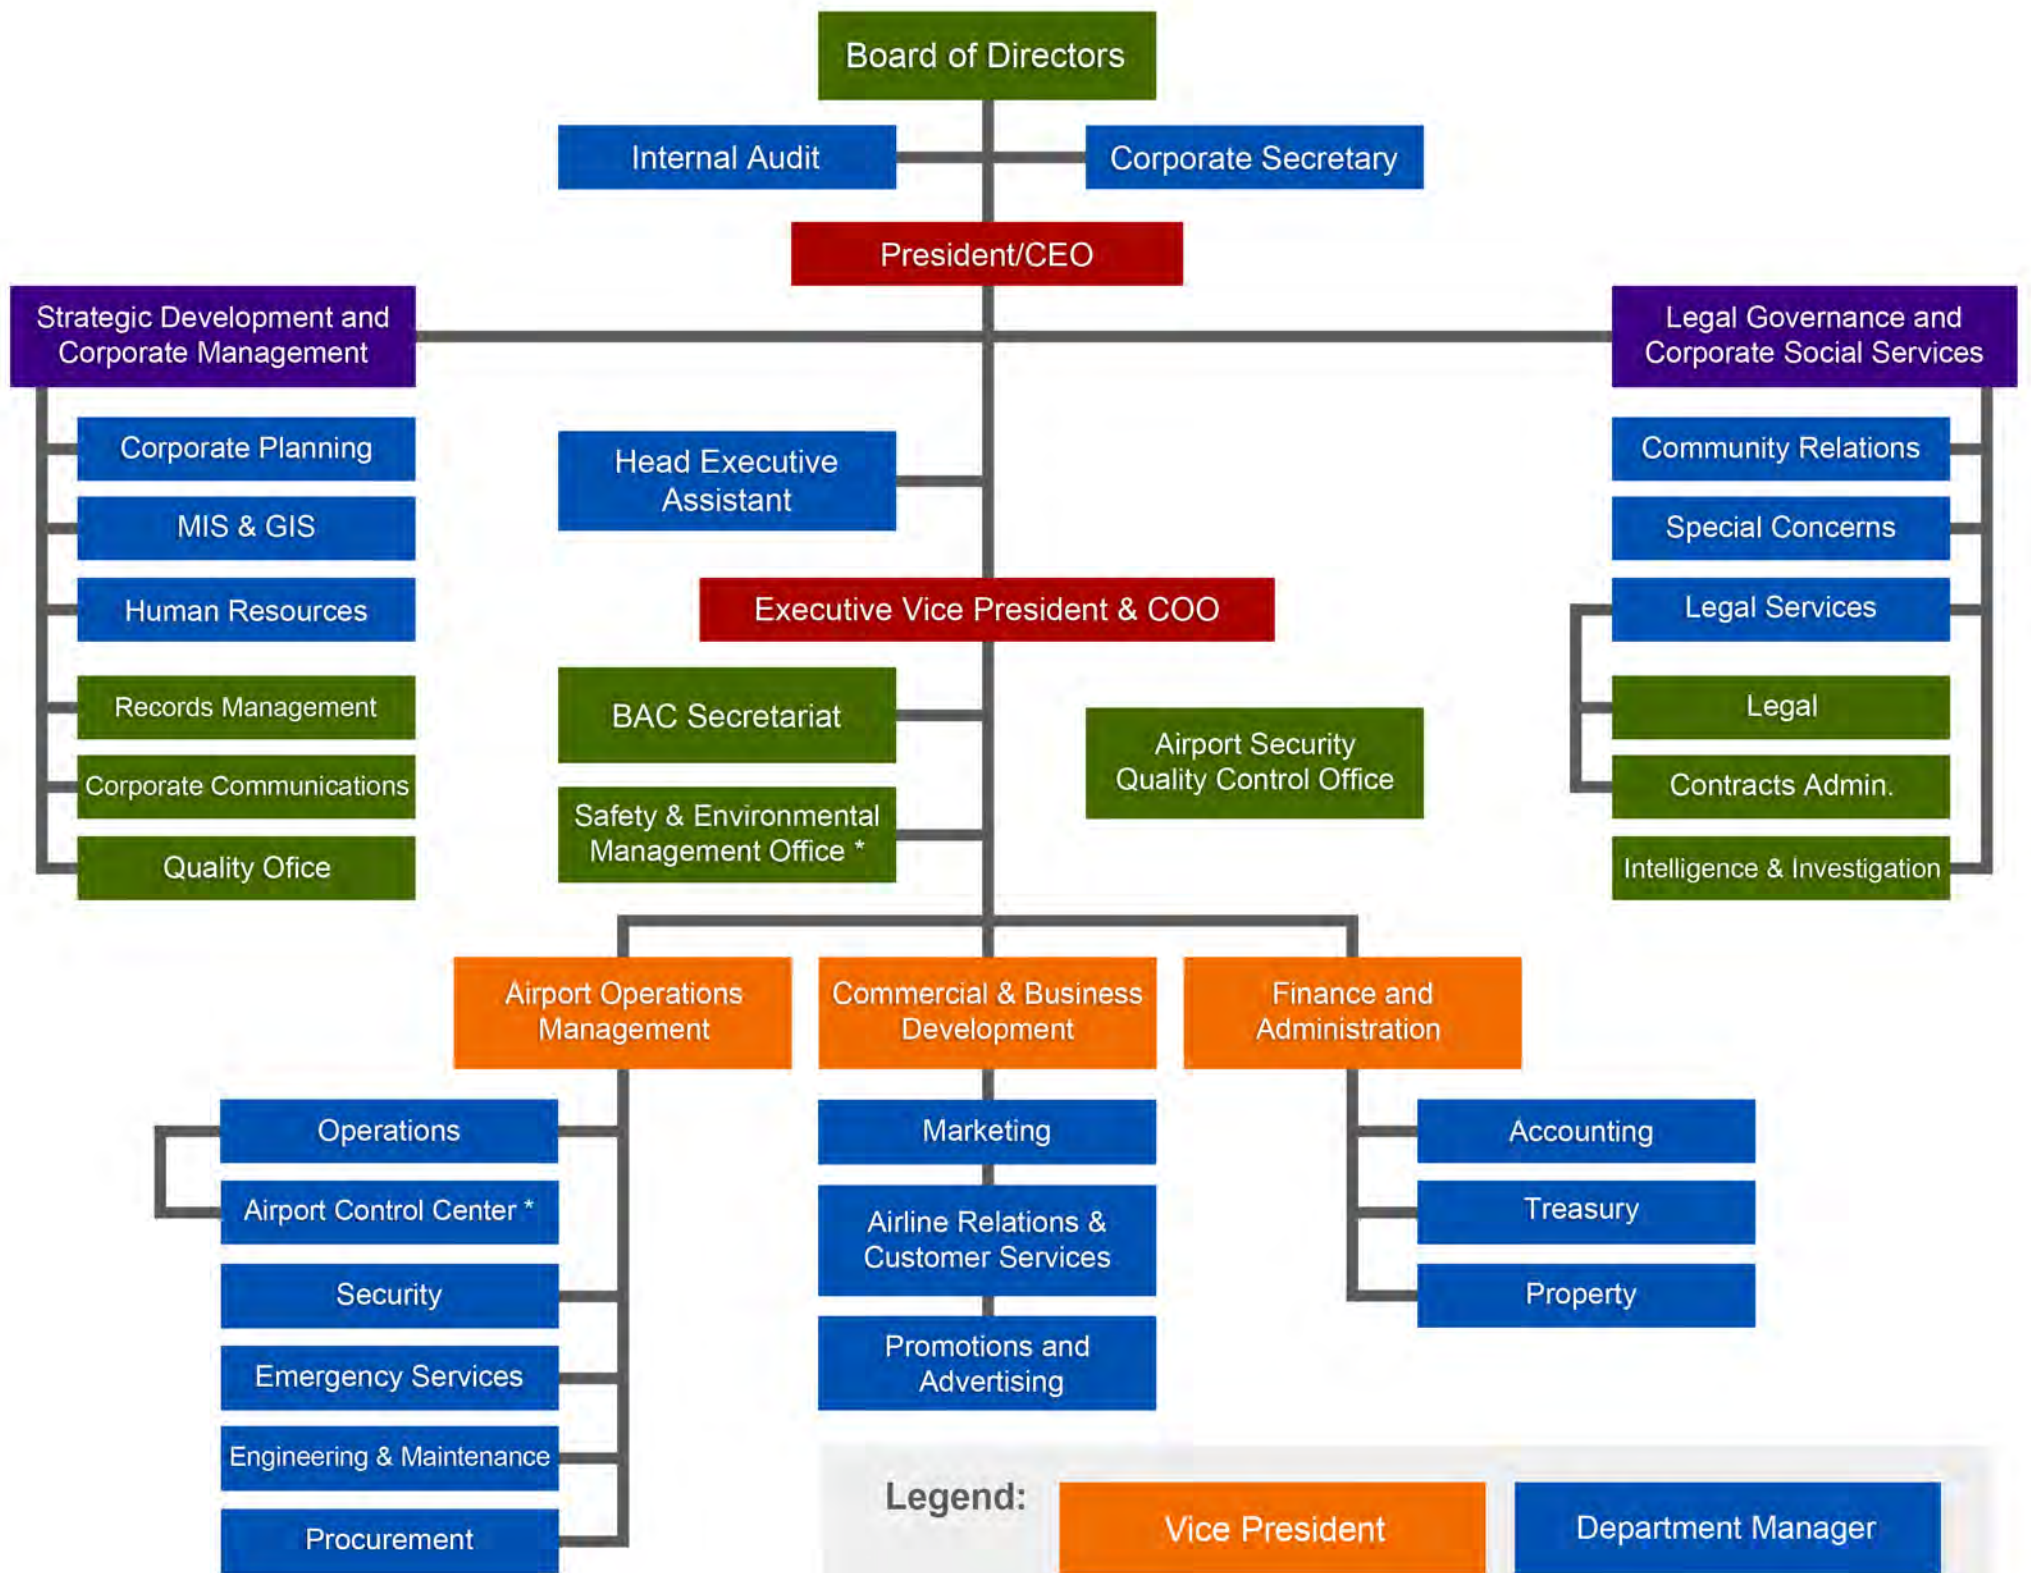 Board of Directors
Internal Audit
Corporate Secretary
President/CEO
Strategic Development and
Corporate Management
Legal Governance and
Corporate Social Services
Corporate Planning
MIS & GIS
Human Resources
Records Management
Corporate Communications
Quality Ofice
Head Executive
Assistant
Community Relations
Special Concerns
Legal Services
Legal
Contracts Admin.
Intelligence & Investigation
Executive Vice President & COO
BAC Secretariat
Safety & Environmental
Management Office *
Airport Security
Quality Control Office
Airport Operations
Management
Commercial & Business
Development
Finance and
Administration
Operations
Airport Control Center *
Security
Emergency Services
Engineering & Maintenance
Procurement
Marketing
Airline Relations &
Customer Services
Promotions and
Advertising
Accounting
Treasury
Property
Legend:
Vice President
Department Manager